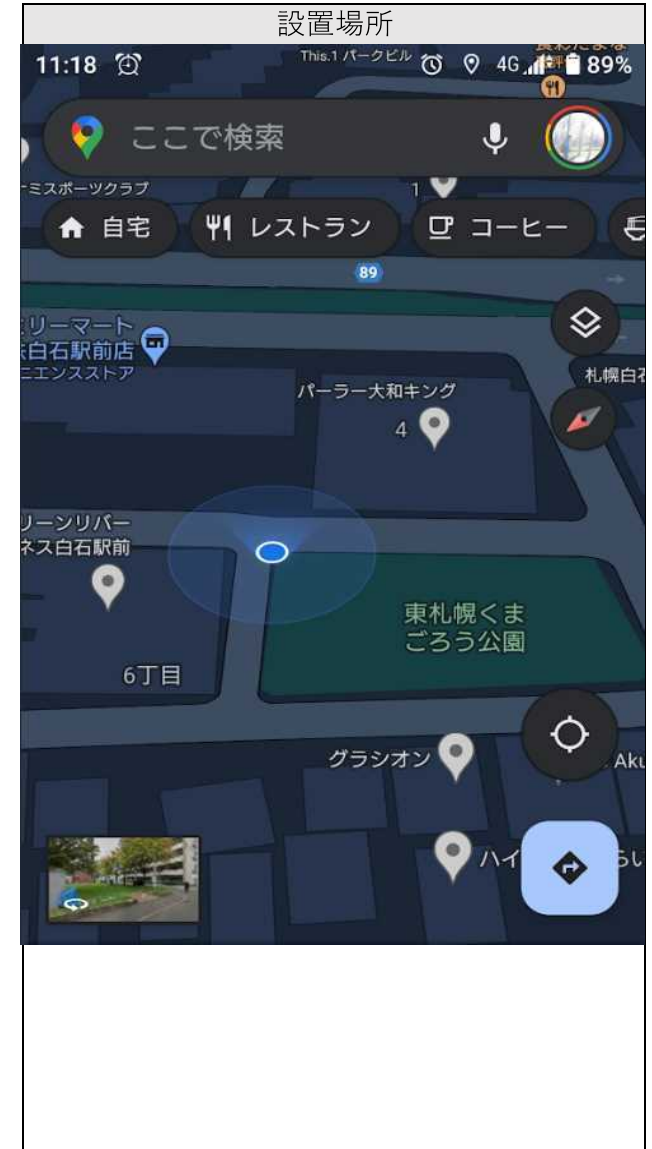 設置場所
11:18
This.1 パークビル
4G
89%
ここで検索
ミスポーツクラブ
1
自宅
レストラン
コーヒー
89
ミリーマート
白石駅前店
ニエンスストア
札幌白石
パーラー大和キング
4
リーンリバー
ネス白石駅前
東札幌くま
ごろう公園
6丁目
グラシオン
Aku
ハイ
らい